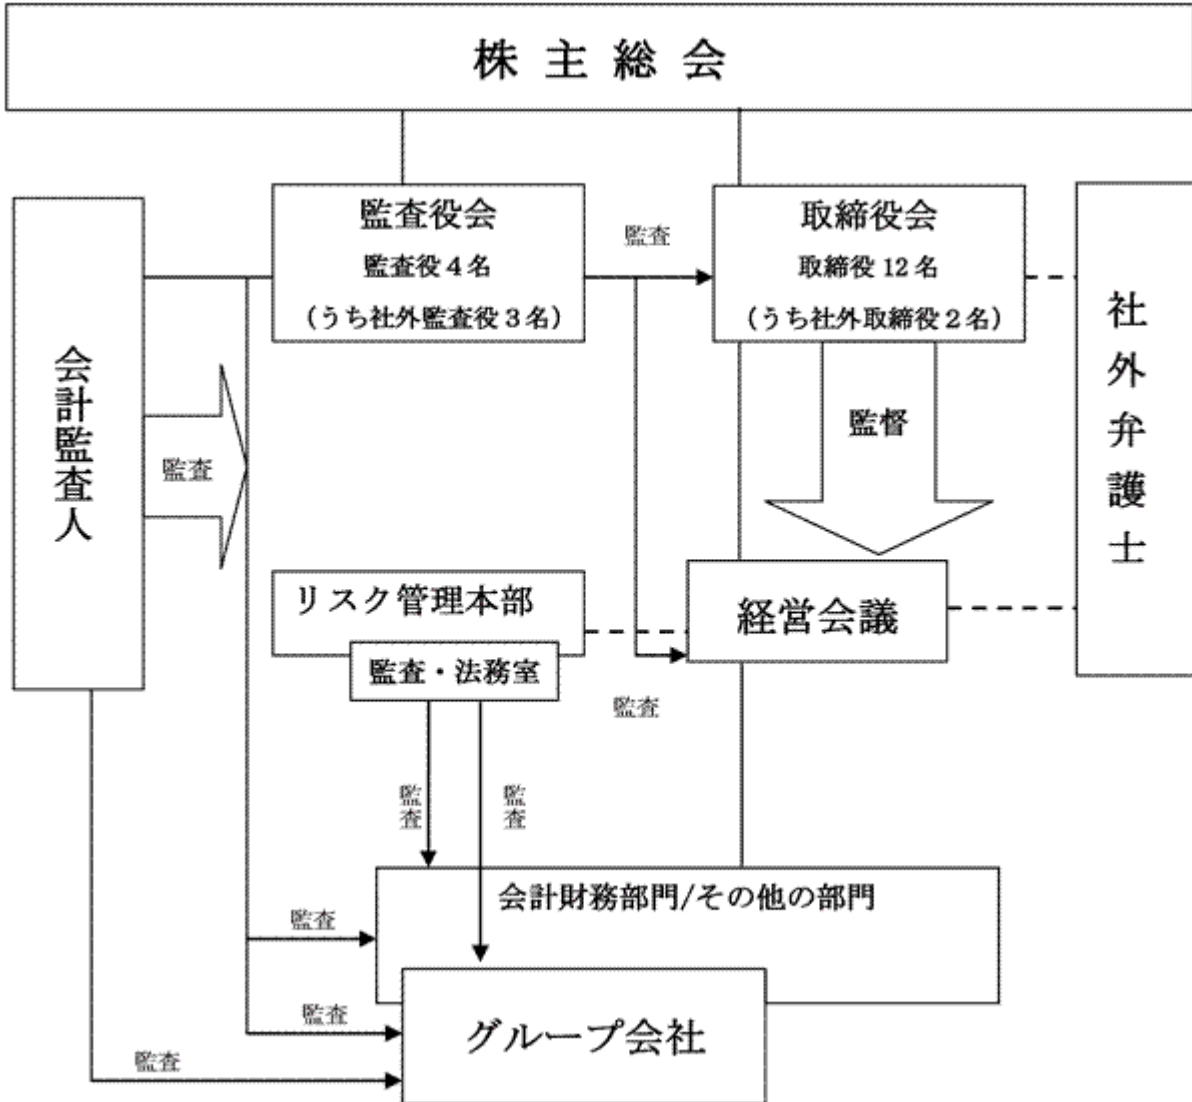 株主総会
監査役会
監査役4名
(うち社外監査役3名)
監査
取締役会
取締役12名
(うち社外取締役2名)
社外弁護士
会計監査人
監査
監督
リスク管理本部
監査・法務室
経営会議
監査
監査
監査
会計財務部門/その他の部門
監査
監査
グループ会社
監査